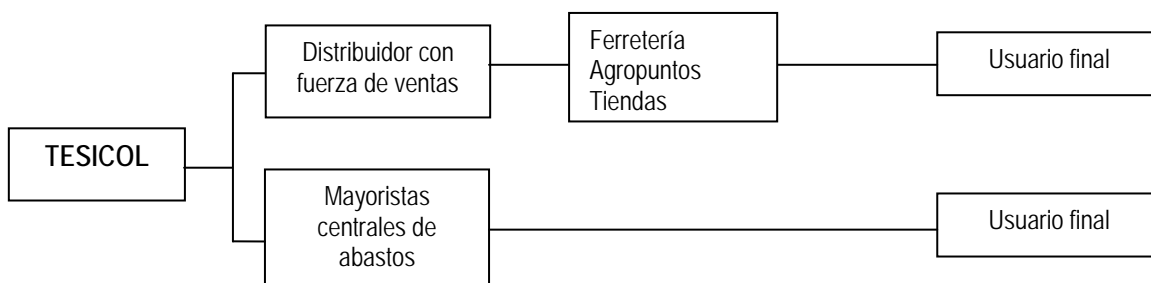 TESICOL
Distribuidor con
fuerza de ventas
Ferretería
Agropuntos
Tiendas
Usuario final
Mayoristas
centrales de
abastos
Usuario final